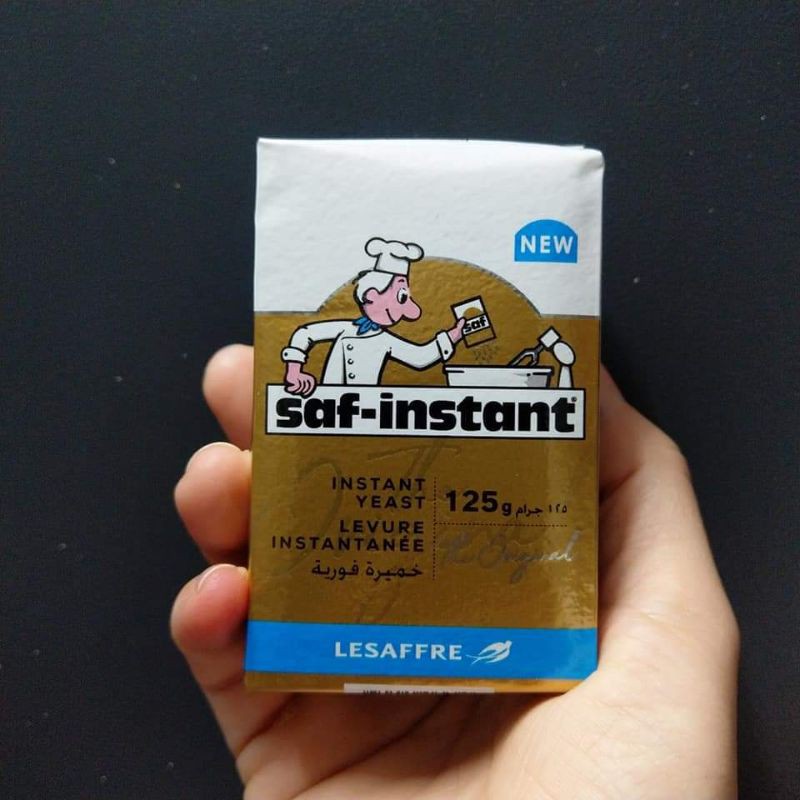 NEW
saf
saf-instant®
INSTANT
YEAST
LEVURE
INSTANTANÉE
خميرة فورية
125g ١٢٥ جرام
LESAFFRE